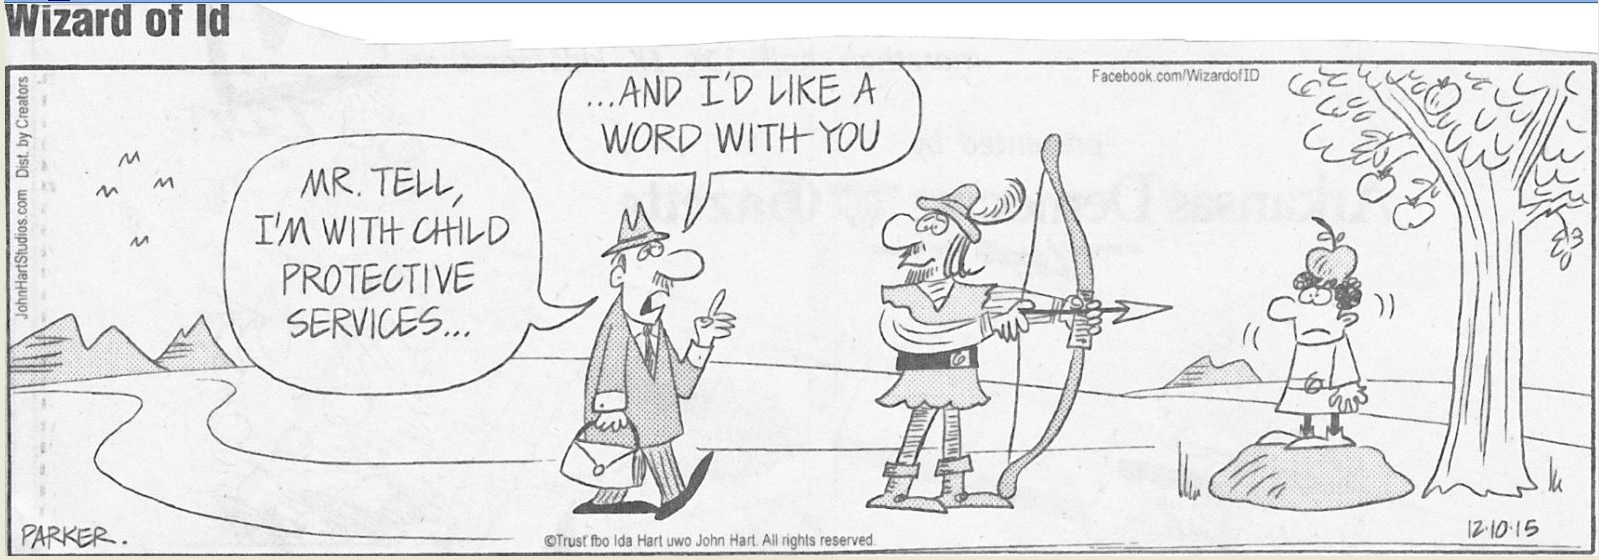 Wizard of Id
JohnHartStudios.com Dist. by Creators
MR. TELL,
I'M WITH CHILD
PROTECTIVE
SERVICES...
...AND I'D LIKE A
WORD WITH YOU
Facebook.com/WizardofID
PARKER.
©Trust fbo Ida Hart uwo John Hart. All rights reserved.
12·10·15